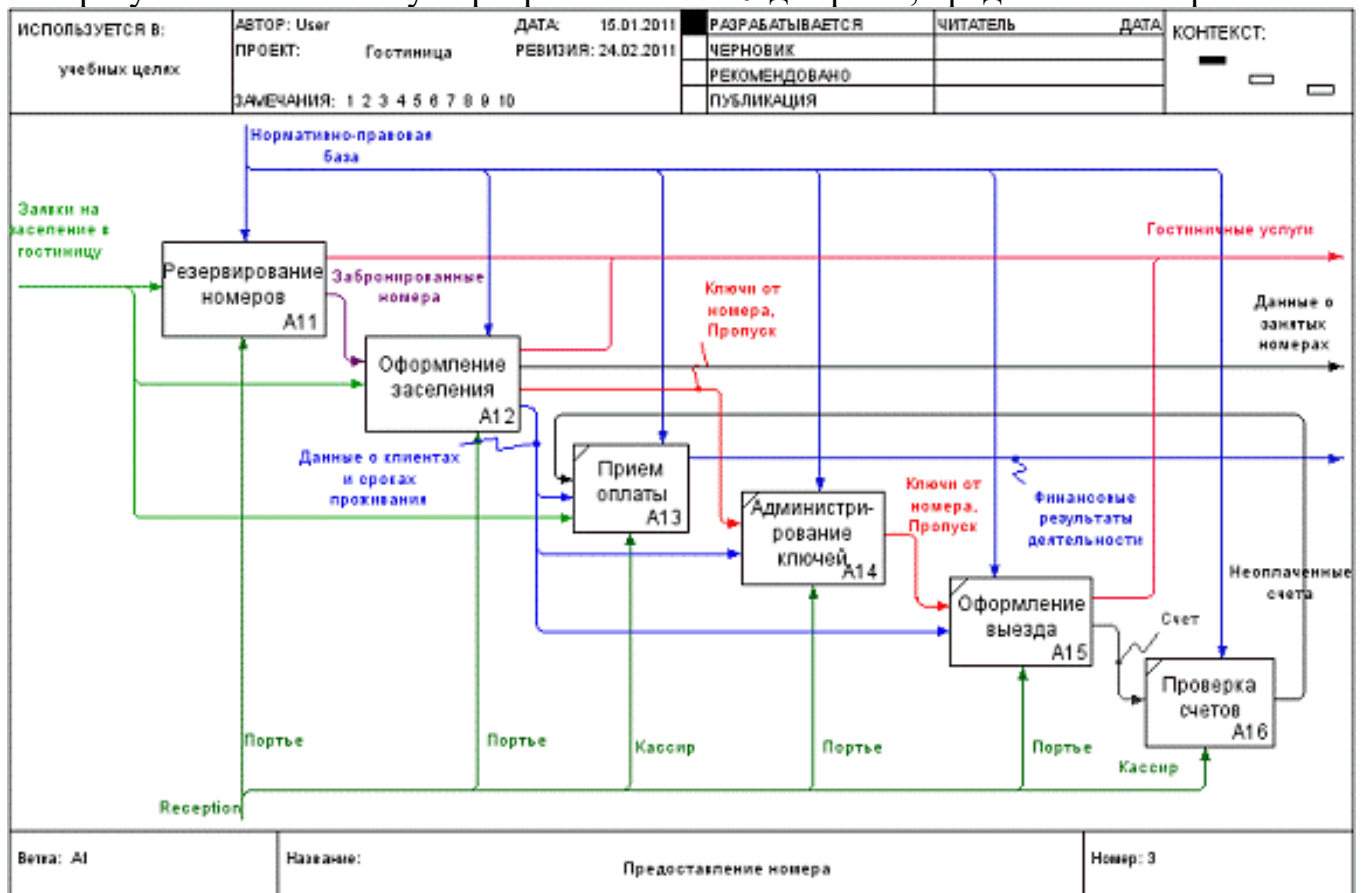 ИСПОЛЬЗУЕТСЯ В:
учебных целях
АВТОР: User
ДАТА: 15.01.2011
ПРОЕКТ: Гостиница
РЕВИЗИЯ: 24.02.2011
ЗАМЕЧАНИЯ: 1 2 3 4 5 6 7 8 9 10
РАЗРАБАТЫВАЕТСЯ
ЧЕРНОВИК
РЕКОМЕНДОВАНО
ПУБЛИКАЦИЯ
ЧИТАТЕЛЬ
ДАТА
КОНТЕКСТ:
Нормативно-правовая
база
Заявки на
заселение в
гостиницу
Резервирование
номеров
A11
Забронированные
номера
Гостиничные услуги
Ключи от
номера,
Пропуск
Данные о
занятых
номерах
Оформление
заселения
A12
Данные о клиентах
и сроках
проживания
Прием
оплаты
A13
Администри-
рование
ключей
A14
Ключи от
номера,
Пропуск
Финансовые
результаты
деятельности
Неоплаченные
счета
Оформление
выезда
A15
Счет
Проверка
счетов
A16
Портье
Портье
Кассир
Портье
Портье
Кассир
Reception
Ветка: A1
Название:
Предоставление номера
Номер: 3